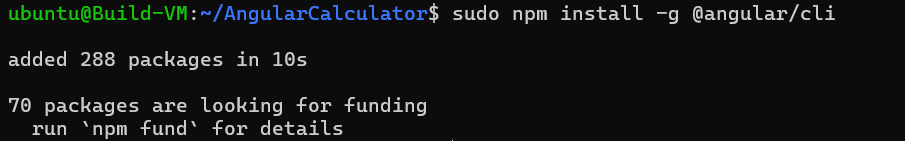 ubuntu@Build-VM:~/AngularCalculator$ sudo npm install -g @angular/cli
added 288 packages in 10s
70 packages are looking for funding
run `npm fund` for details